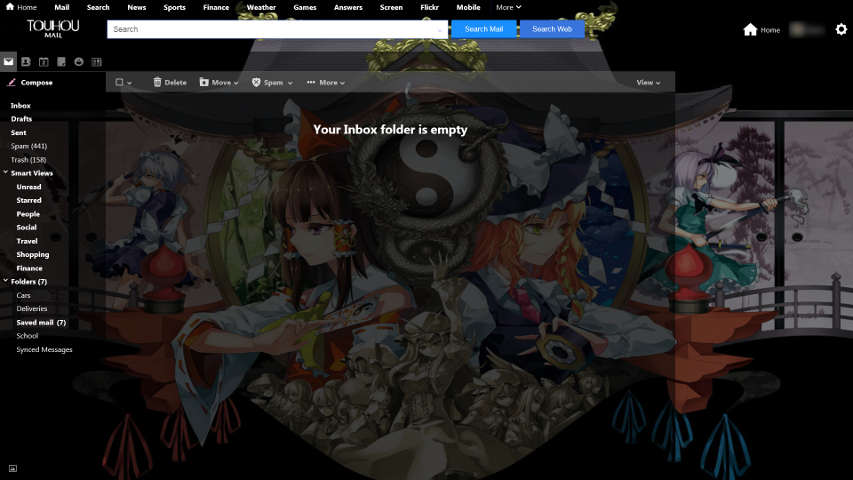 Home Mail Search News Sports Finance Weather Games Answers Screen Flickr Mobile More
TOUHOU
MAIL
Search
Search Mail
Search Web
Home
Compose
Delete Move Spam More View
Inbox
Drafts
Sent
Spam (441)
Trash (158)
Smart Views
Unread
Starred
People
Social
Travel
Shopping
Finance
Folders (7)
Cars
Deliveries
Saved mail (7)
School
Synced Messages
Your Inbox folder is empty